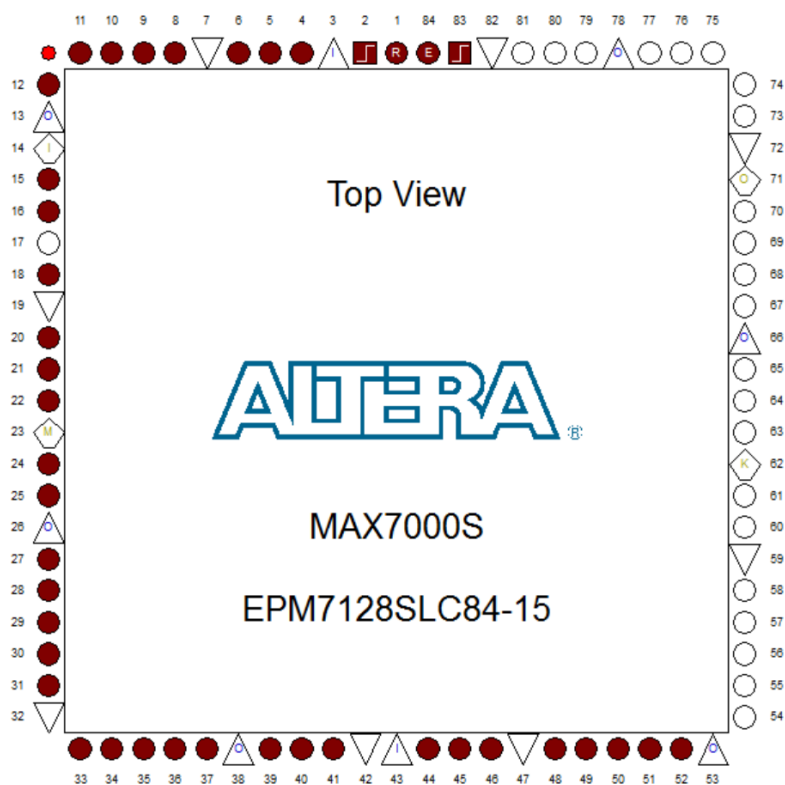 11 10 9 8 7 6 5 4 3 2 1 84 83 82 81 80 79 78 77 76 75
I R E O
12 74
13 O 73
14 I 72
15 71 O
16 70
17 69
18 68
19 67
20 66 O
21 65
22 64
23 M 63
24 62 K
25 61
26 O 60
27 59
28 58
29 57
30 56
31 55
32 54
Top View
ALTERA ®
MAX7000S
EPM7128SLC84-15
O I O
33 34 35 36 37 38 39 40 41 42 43 44 45 46 47 48 49 50 51 52 53